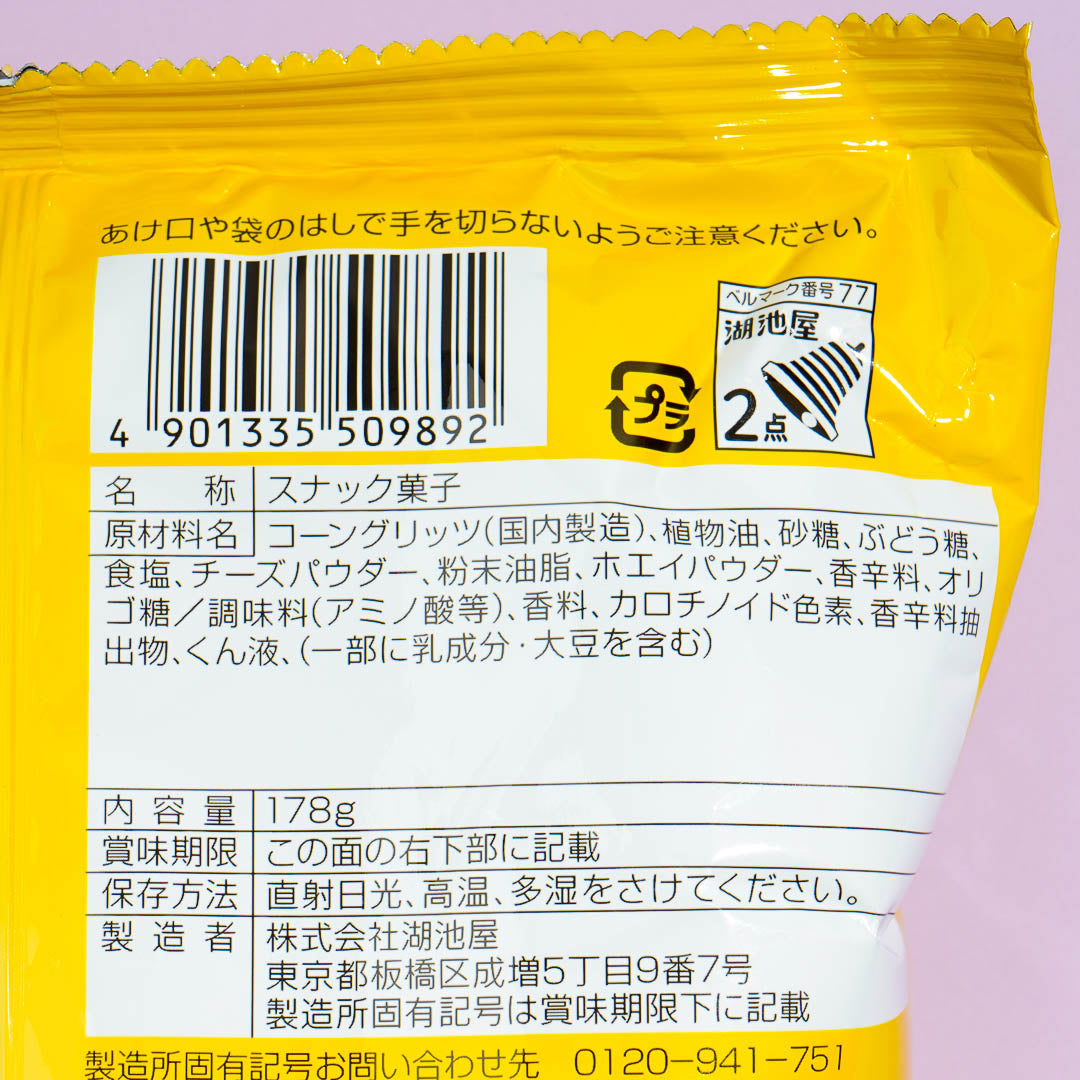 あけ口や袋のはしで手を切らないようご注意ください。
ベルマーク番号77
湖池屋
2点
プラ
4 901335 509892
名称 スナック菓子
原材料名 コーングリッツ(国内製造)、植物油、砂糖、ぶどう糖、
食塩、チーズパウダー、粉末油脂、ホエイパウダー、香辛料、オリ
ゴ糖／調味料(アミノ酸等)、香料、カロチノイド色素、香辛料抽
出物、くん液、(一部に乳成分・大豆を含む)
内容量 178g
賞味期限 この面の右下部に記載
保存方法 直射日光、高温、多湿をさけてください。
製造者 株式会社湖池屋
東京都板橋区成増5丁目9番7号
製造所固有記号は賞味期限下に記載
製造所固有記号お問い合わせ先 0120-941-751